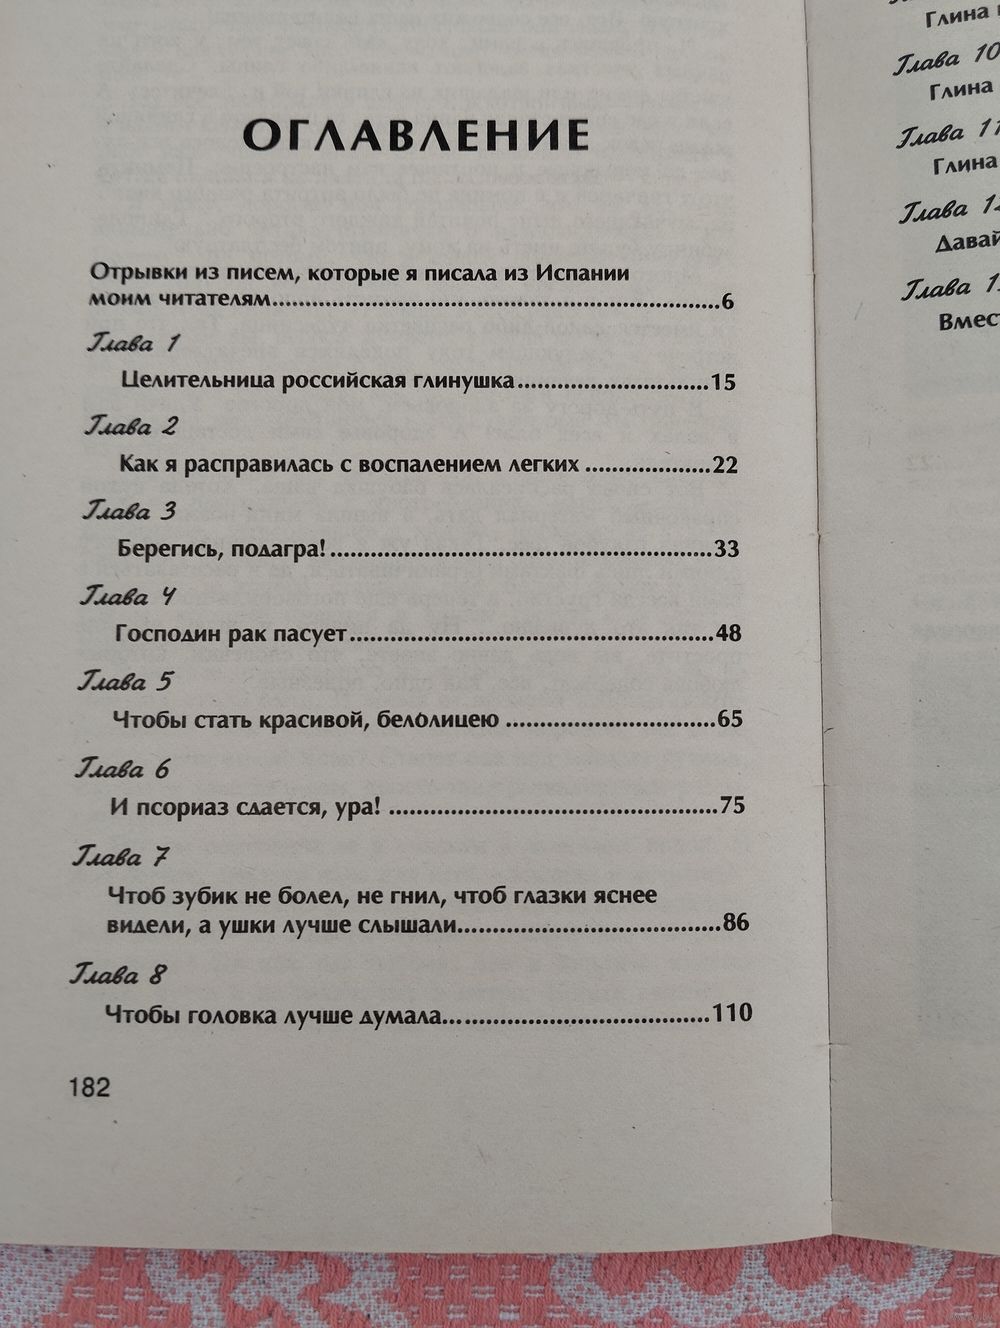 ОГЛАВЛЕНИЕ
Отрывки из писем, которые я писала из Испании
моим читателям...........................................................................6
Глава 1
Целительница российская глинушка.............................15
Глава 2
Как я расправилась с воспалением легких ...................22
Глава 3
Берегись, подагра!..........................................................33
Глава 4
Господин рак пасует.......................................................48
Глава 5
Чтобы стать красивой, белолицею ................................65
Глава 6
И псориаз сдается, ура! ..................................................75
Глава 7
Чтоб зубик не болел, не гнил, чтоб глазки яснее
видели, а ушки лучше слышали........................................86
Глава 8
Чтобы головка лучше думала.........................................110
182
Глина
Глава 10
Глина
Глава 11
Глина
Глава
Глава